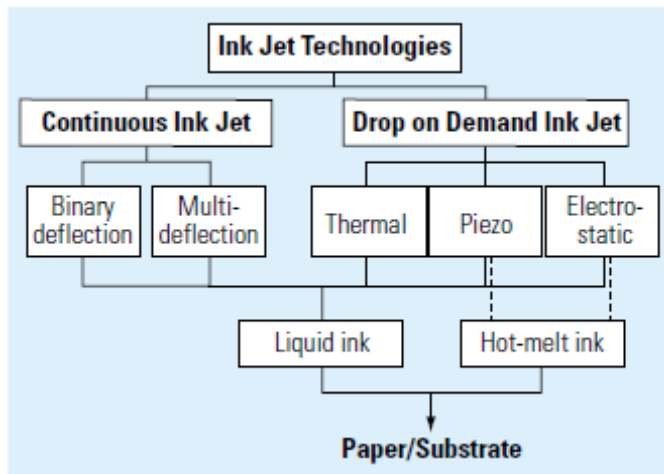 Ink Jet Technologies
Continuous Ink Jet
Drop on Demand Ink Jet
Binary
deflection
Multi-
deflection
Thermal
Piezo
Electro-
static
Liquid ink
Hot-melt ink
Paper/Substrate